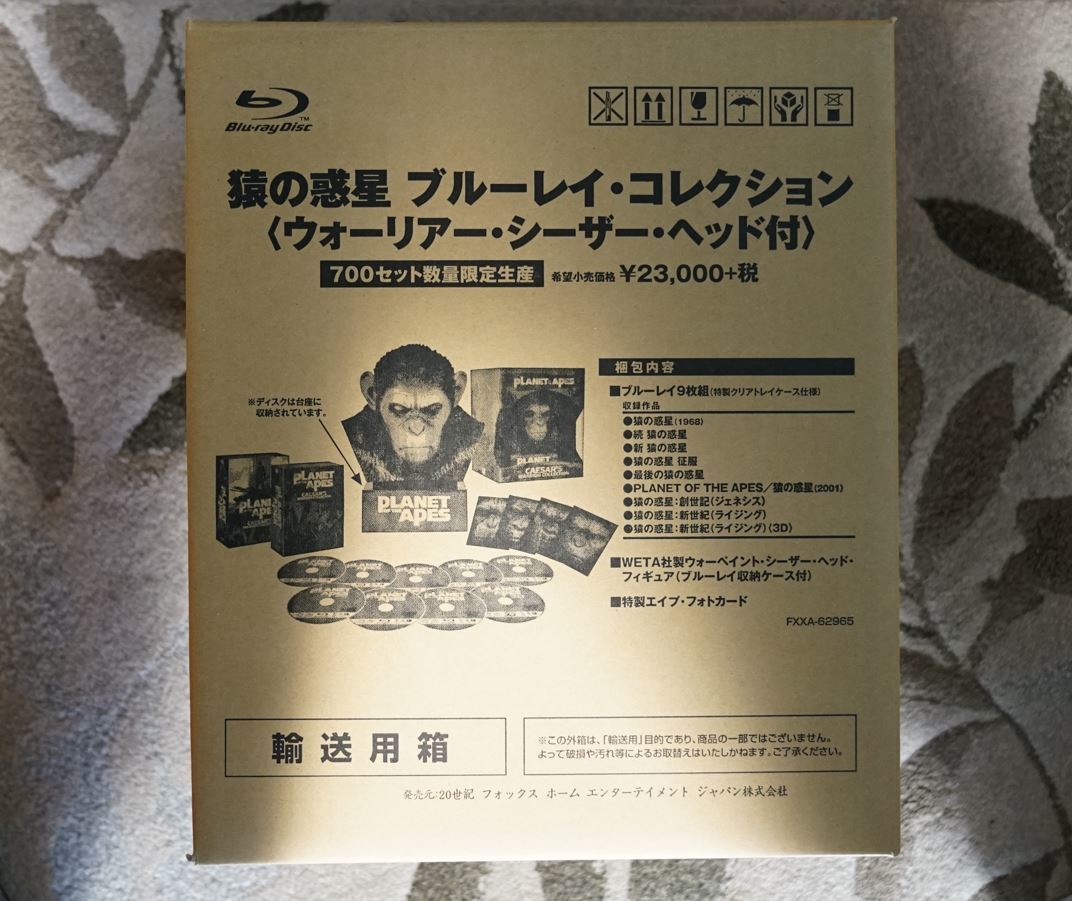 Blu-ray Disc™
猿の惑星 ブルーレイ・コレクション
〈ウォーリアー・シーザー・ヘッド付〉
700セット数量限定生産 希望小売価格 ¥23,000+税
※ディスクは台座に
収納されています。
PLANET OF THE APES
PLANET
CAESAR'S
WARRIOR COLLECTION
PLANET OF THE APES
CAESAR'S
PLANET
OF THE APES
梱包内容
■ブルーレイ9枚組(特製クリアトレイケース仕様)
収録作品
●猿の惑星(1968)
●続 猿の惑星
●新 猿の惑星
●猿の惑星 征服
●最後の猿の惑星
●PLANET OF THE APES/猿の惑星(2001)
●猿の惑星:創世記(ジェネシス)
●猿の惑星:新世紀(ライジング)
●猿の惑星:新世紀(ライジング)〈3D〉
■WETA社製ウォーペイント・シーザー・ヘッド・
フィギュア(ブルーレイ収納ケース付)
■特製エイプ・フォトカード
FXXA-62965
輸送用箱
※この外箱は、「輸送用」目的であり、商品の一部ではございません。
よって破損や汚れ等によるお取替えはいたしかねます。ご了承ください。
発売元:20世紀 フォックス ホーム エンターテイメント ジャパン株式会社